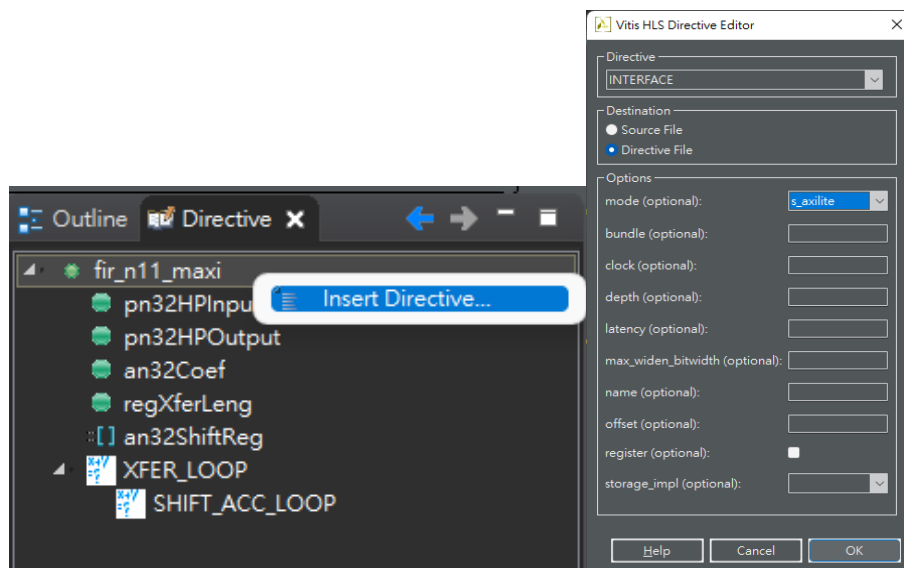 Outline
Directive
fir_n11_maxi
pn32HPInpu
Insert Directive...
pn32HPOutput
an32Coef
regXferLeng
an32ShiftReg
XFER_LOOP
SHIFT_ACC_LOOP
Vitis HLS Directive Editor
Directive
INTERFACE
Destination
Source File
Directive File
Options
mode (optional): s_axilite
bundle (optional):
clock (optional):
depth (optional):
latency (optional):
max_widen_bitwidth (optional):
name (optional):
offset (optional):
register (optional):
storage_impl (optional):
Help Cancel OK